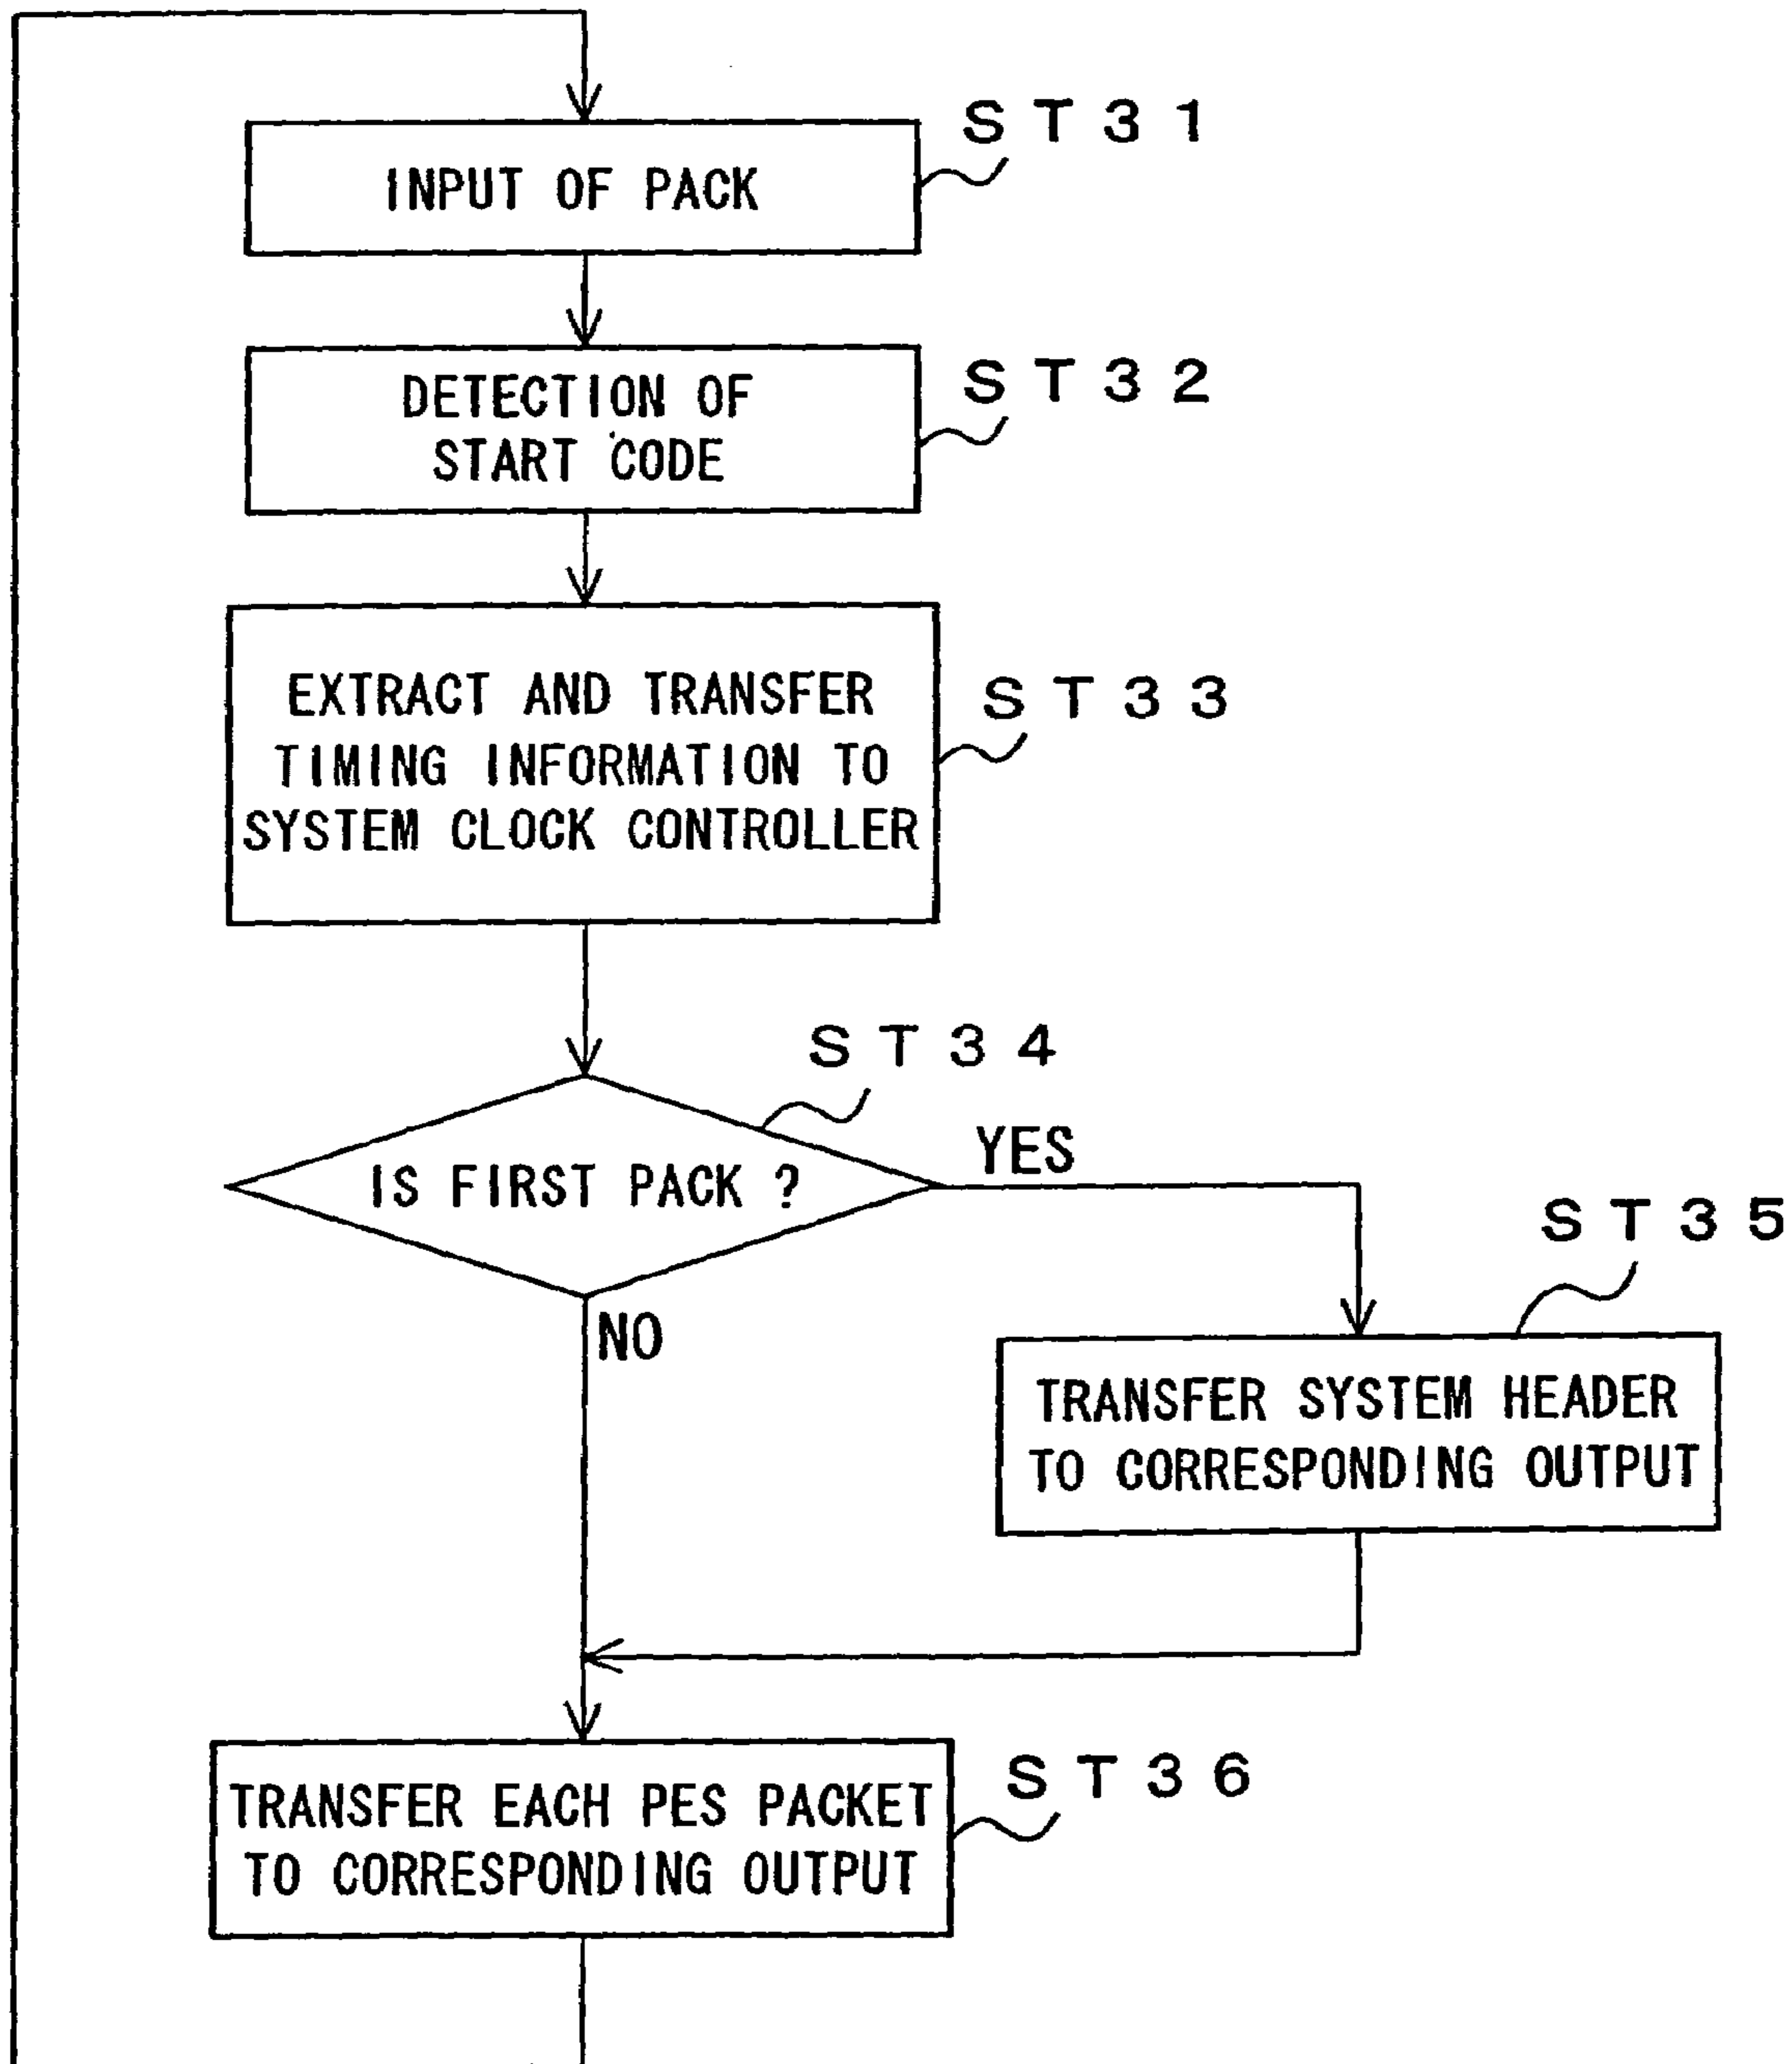 ST31
INPUT OF PACK
ST32
DETECTION OF
START CODE
ST33
EXTRACT AND TRANSFER
TIMING INFORMATION TO
SYSTEM CLOCK CONTROLLER
ST34
IS FIRST PACK ?
YES
NO
ST35
TRANSFER SYSTEM HEADER
TO CORRESPONDING OUTPUT
ST36
TRANSFER EACH PES PACKET
TO CORRESPONDING OUTPUT